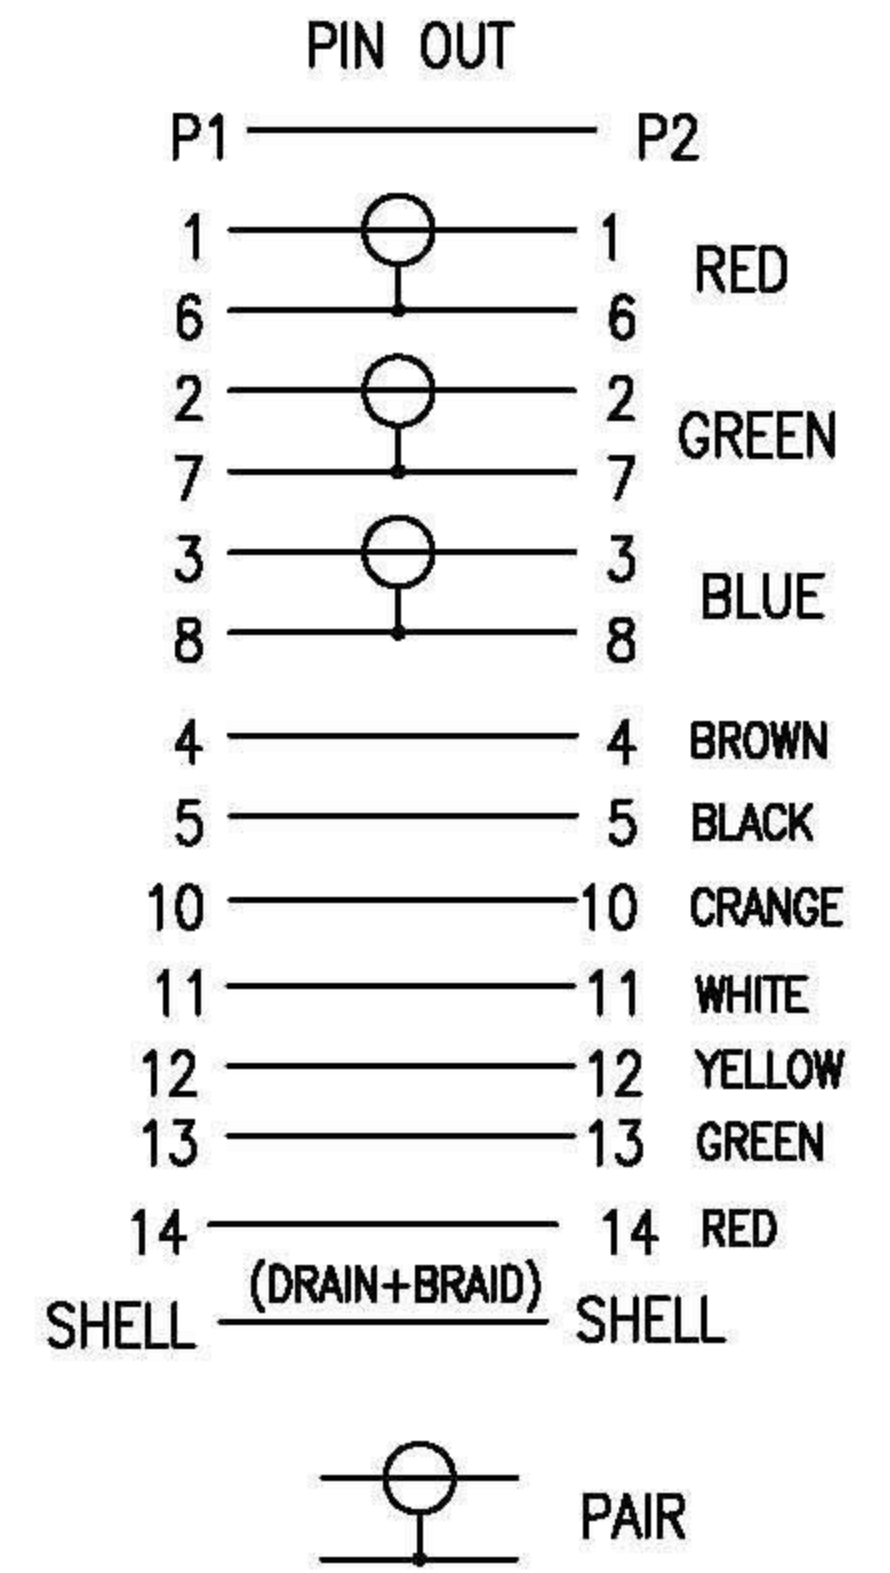 PIN OUT
P1 P2
1 1
RED
6 6
2 2
GREEN
7 7
3 3
BLUE
8 8
4 4 BROWN
5 5 BLACK
10 10 CRANGE
11 11 WHITE
12 12 YELLOW
13 13 GREEN
14 14 RED
(DRAIN+BRAID)
SHELL SHELL
PAIR